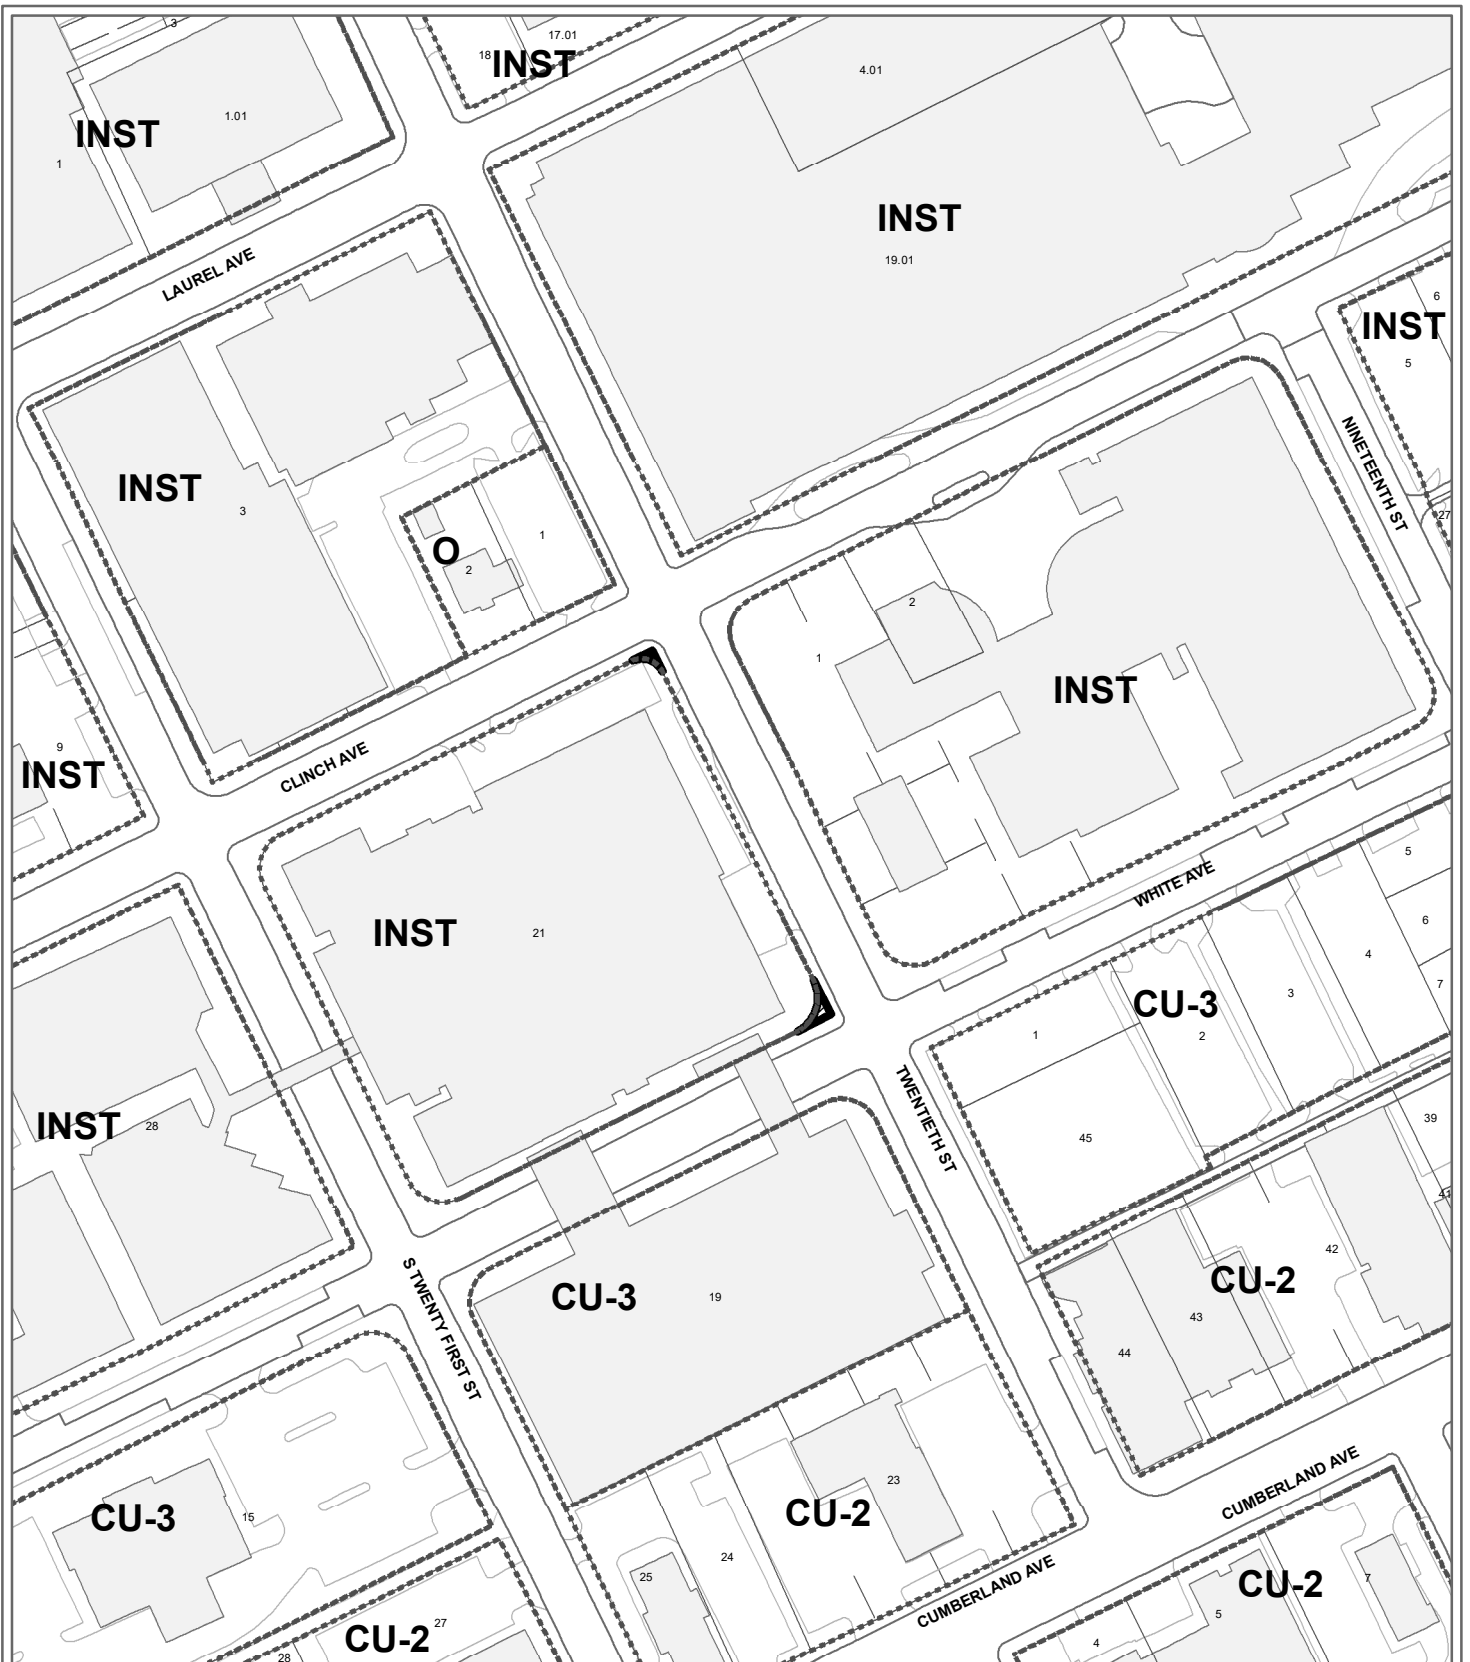 3
17.01
18
INST
4.01
1.01
INST
1
INST
19.01
LAUREL AVE
6
INST
5
NINETEENTH ST
INST
3
27
1
O
2
2
1
INST
9
INST
CLINCH AVE
5
WHITE AVE
6
INST
21
4
7
3
CU-3
2
1
TWENTIETH ST
INST
28
45
39
41
42
CU-2
S TWENTY FIRST ST
CU-3
19
43
44
CUMBERLAND AVE
23
CU-2
CU-3
15
24
25
CUMBERLAND AVE
7
CU-2
5
27
CU-2
4
28